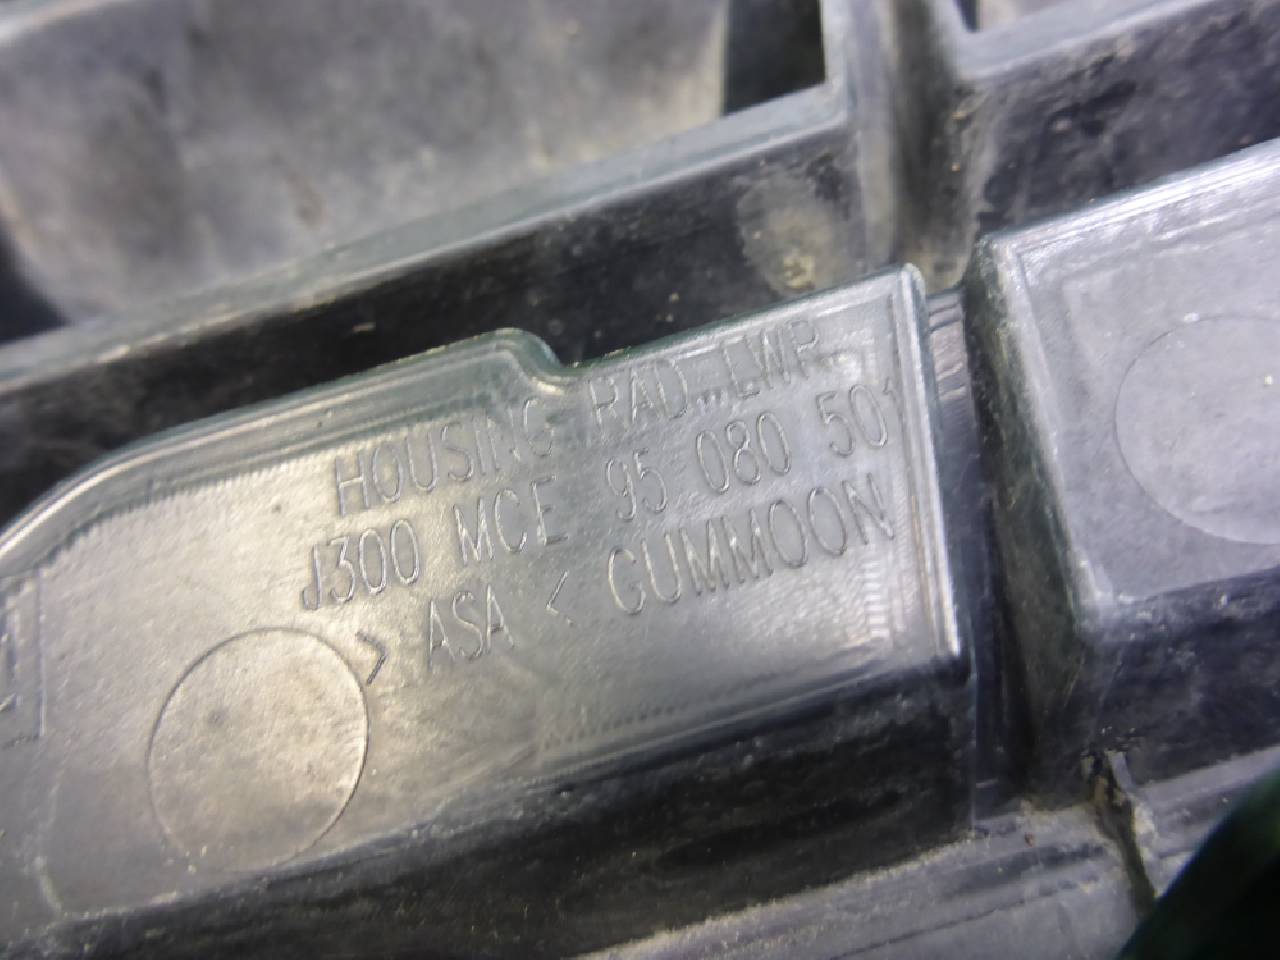 HOUSING RAD..LWR
J300 MCE 95 080 501
> ASA < GUMMOON